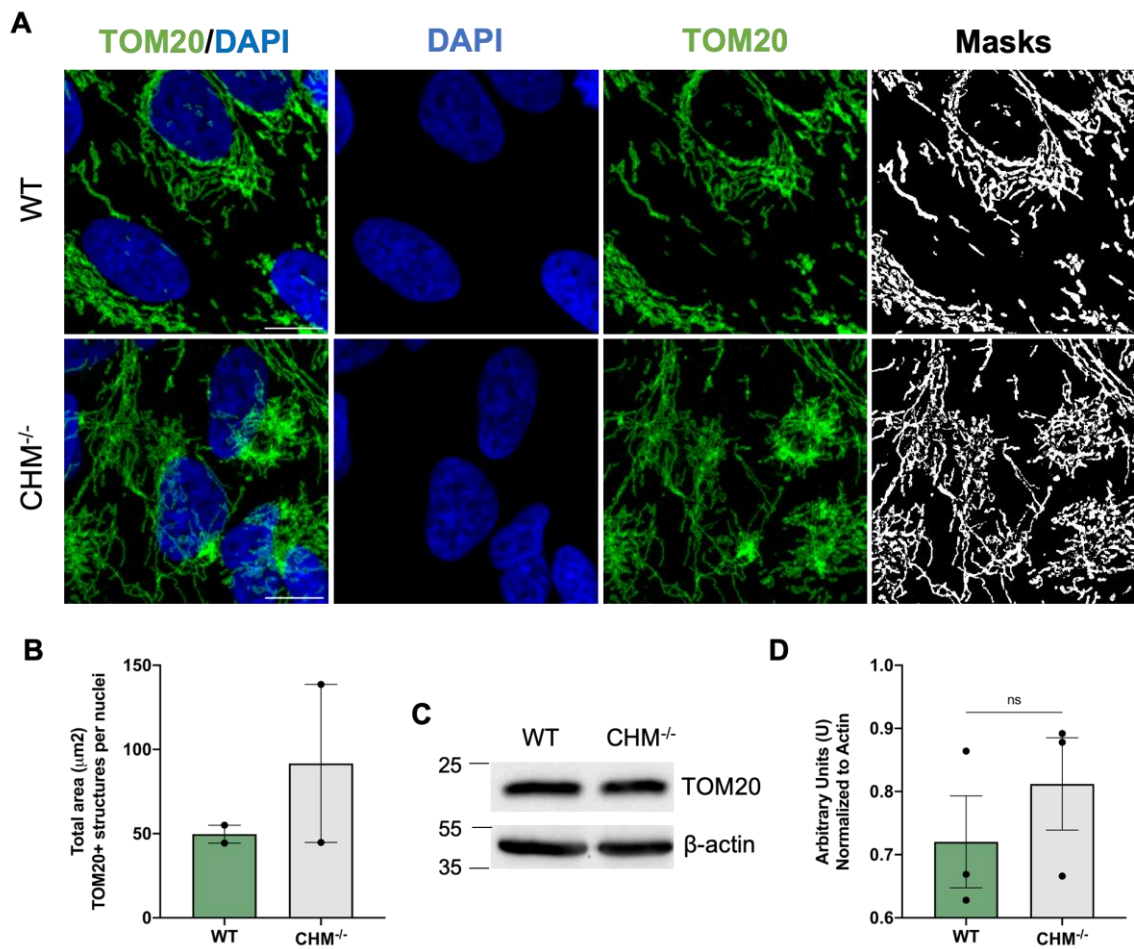 A
TOM20/DAPI
DAPI
TOM20
Masks
WT
CHM-/-
B
Total area (μm2)
TOM20+ structures per nuclei
150
100
50
0
WT
CHM-/-
C
WT
CHM-/-
25
TOM20
55
β-actin
35
D
Arbitrary Units (U)
Normalized to Actin
1.0
0.9
0.8
0.7
0.6
ns
WT
CHM-/-